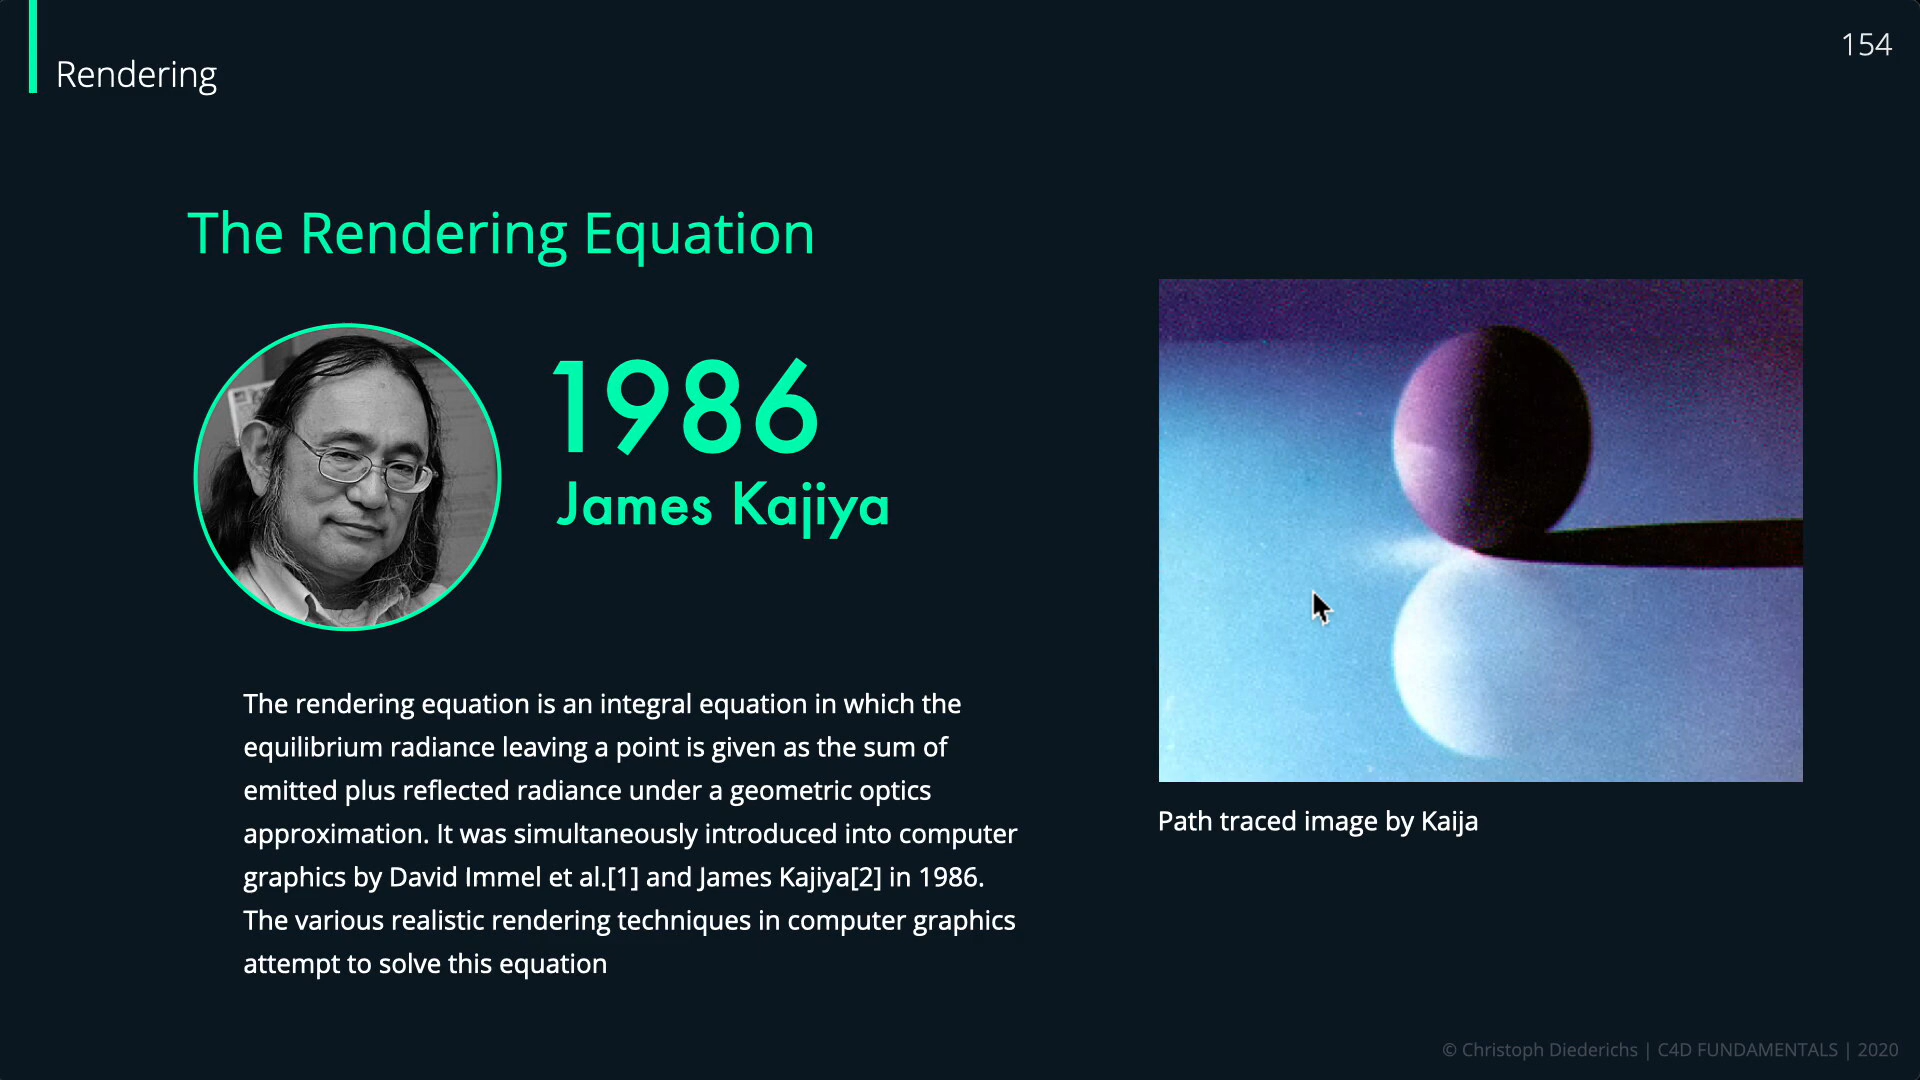 Rendering
154
The Rendering Equation
1986
James Kajiya
The rendering equation is an integral equation in which the
equilibrium radiance leaving a point is given as the sum of
emitted plus reflected radiance under a geometric optics
approximation. It was simultaneously introduced into computer
graphics by David Immel et al.[1] and James Kajiya[2] in 1986.
The various realistic rendering techniques in computer graphics
attempt to solve this equation
Path traced image by Kaija
© Christoph Diederichs | C4D FUNDAMENTALS | 2020